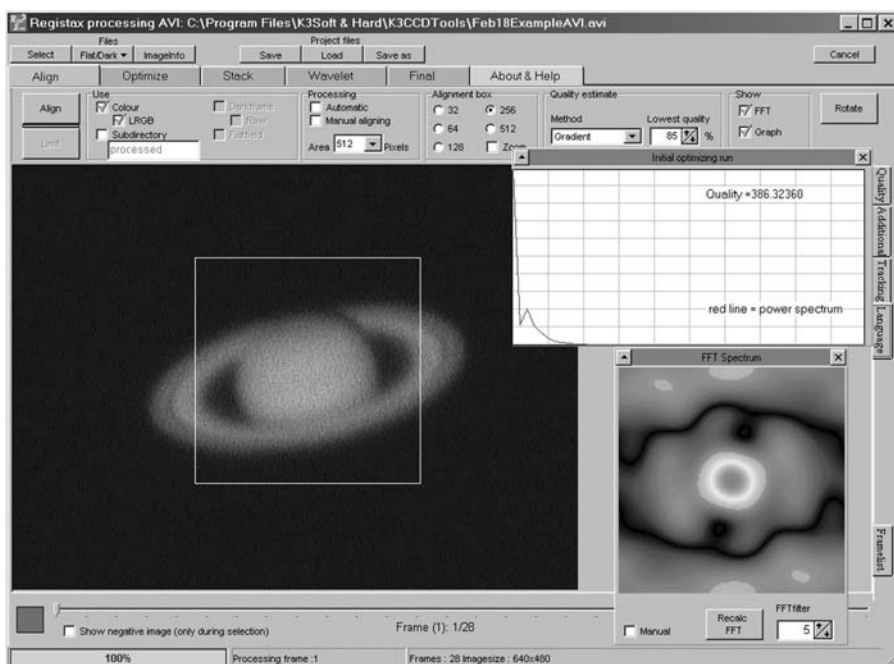 Registax processing AVI: C:\Program Files\K3Soft & Hard\K3CCDTools\Feb18ExampleAVI.avi
Files
Project files
Select Flat/Dark ImageInfo Save Load Save as Cancel
Align Optimize Stack Wavelet Final About & Help
Use
Processing
Alignment box
Quality estimate
Show
Align
Limit
Colour
LRGB
Subdirectory
processed
Darkframe
Raw
Flatfield
Automatic
Manual aligning
Area 512 Pixels
32 256
64 512
128 Zoom
Method
Gradient
Lowest quality
85 %
FFT
Graph
Rotate
Initial optimizing run
Quality =386.32360
red line = power spectrum
Quality
Additional
Tracking
Language
Framelist
FFT Spectrum
Manual
Recalc
FFT
FFTfilter
5
Show negative image (only during selection)
Frame (1): 1/28
100% Processing frame :1 Frames : 28 Imagesize : 640x480